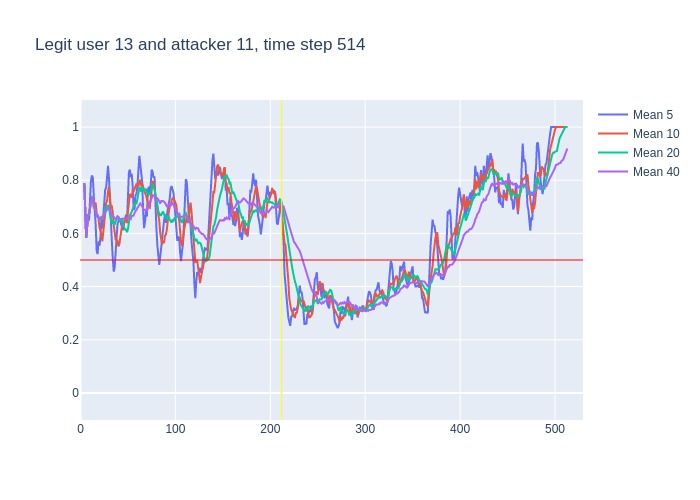 Legit user 13 and attacker 11, time step 514
Mean 5
Mean 10
Mean 20
Mean 40
1
0.8
0.6
0.4
0.2
0
0 100 200 300 400 500